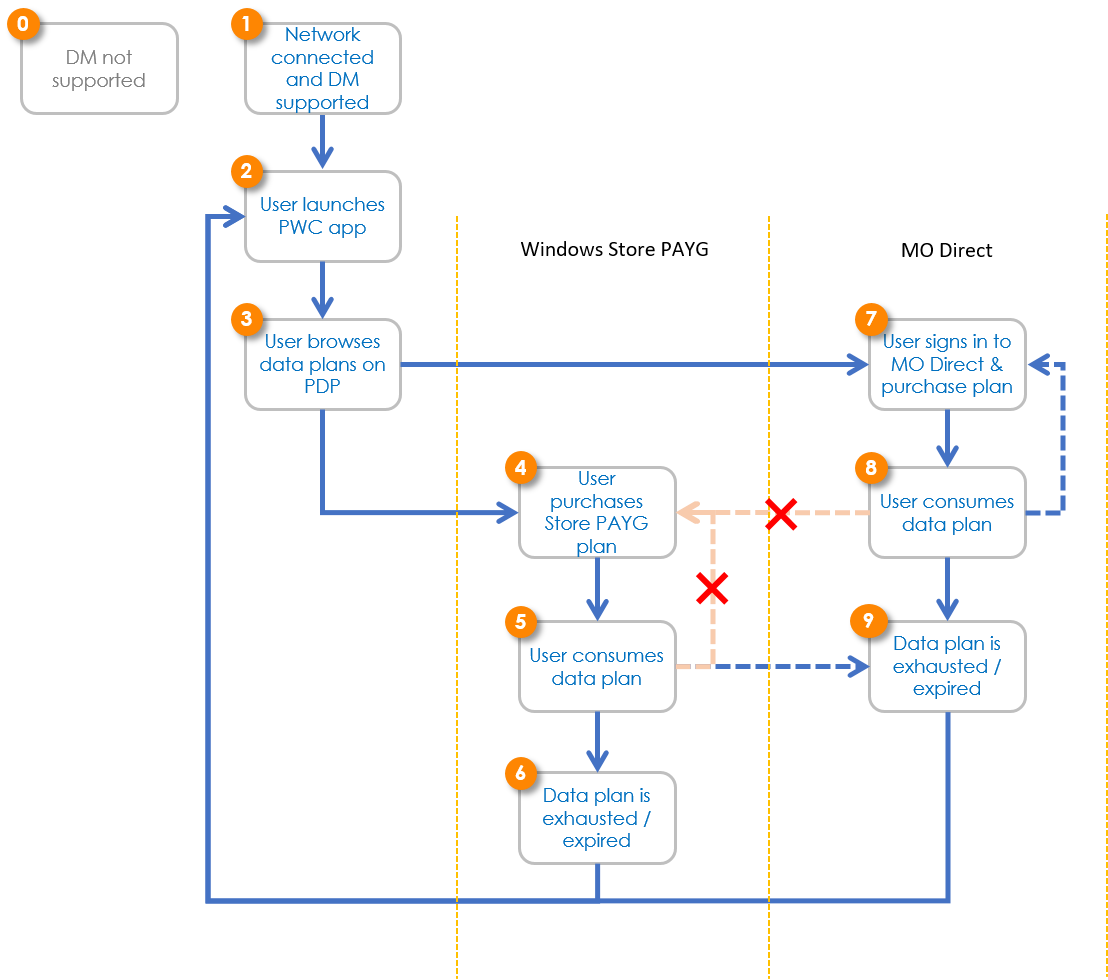 0
DM not
supported
1
Network
connected
and DM
supported
2
User launches
PWC app
Windows Store PAYG
MO Direct
3
User browses
data plans on
PDP
7
User signs in to
MO Direct &
purchase plan
4
User
purchases
Store PAYG
plan
8
User consumes
data plan
5
User consumes
data plan
9
Data plan is
exhausted /
expired
6
Data plan is
exhausted /
expired